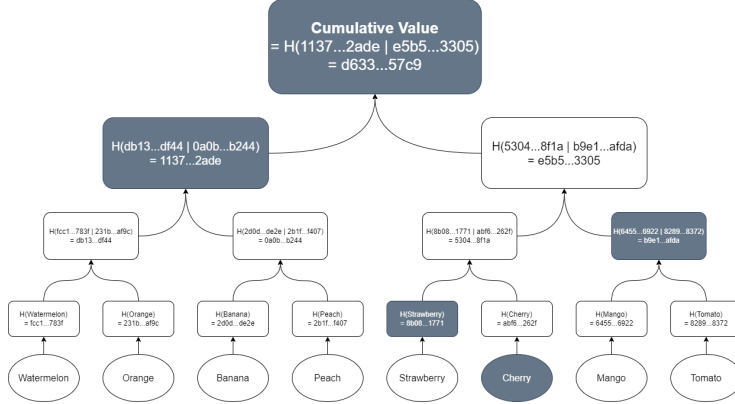 Cumulative Value
= H(1137...2ade | e5b5...3305)
= d633...57c9
H(db13...df44 | 0a0b...b244)
= 1137...2ade
H(5304...8f1a | b9e1...afda)
= e5b5...3305
H(fcc1...783f | 231b...af9c)
= db13...df44
H(2d0d...de2e | 2b1f...f407)
= 0a0b...b244
H(8b08...1771 | abf6...262f)
= 5304...8f1a
H(6455...6922 | 8289...8372)
= b9e1...afda
H(Watermelon)
= fcc1...783f
H(Orange)
= 231b...af9c
H(Banana)
= 2d0d...de2e
H(Peach)
= 2b1f...f407
H(Strawberry)
= 8b08...1771
H(Cherry)
= abf6...262f
H(Mango)
= 6455...6922
H(Tomato)
= 8289...8372
Watermelon
Orange
Banana
Peach
Strawberry
Cherry
Mango
Tomato